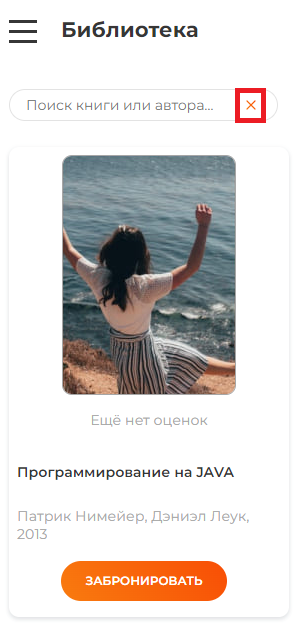 Библиотека
Поиск книги или автора...
Ещё нет оценок
Программирование на JAVA
Патрик Нимейер, Дэниэл Леук,
2013
ЗАБРОНИРОВАТЬ